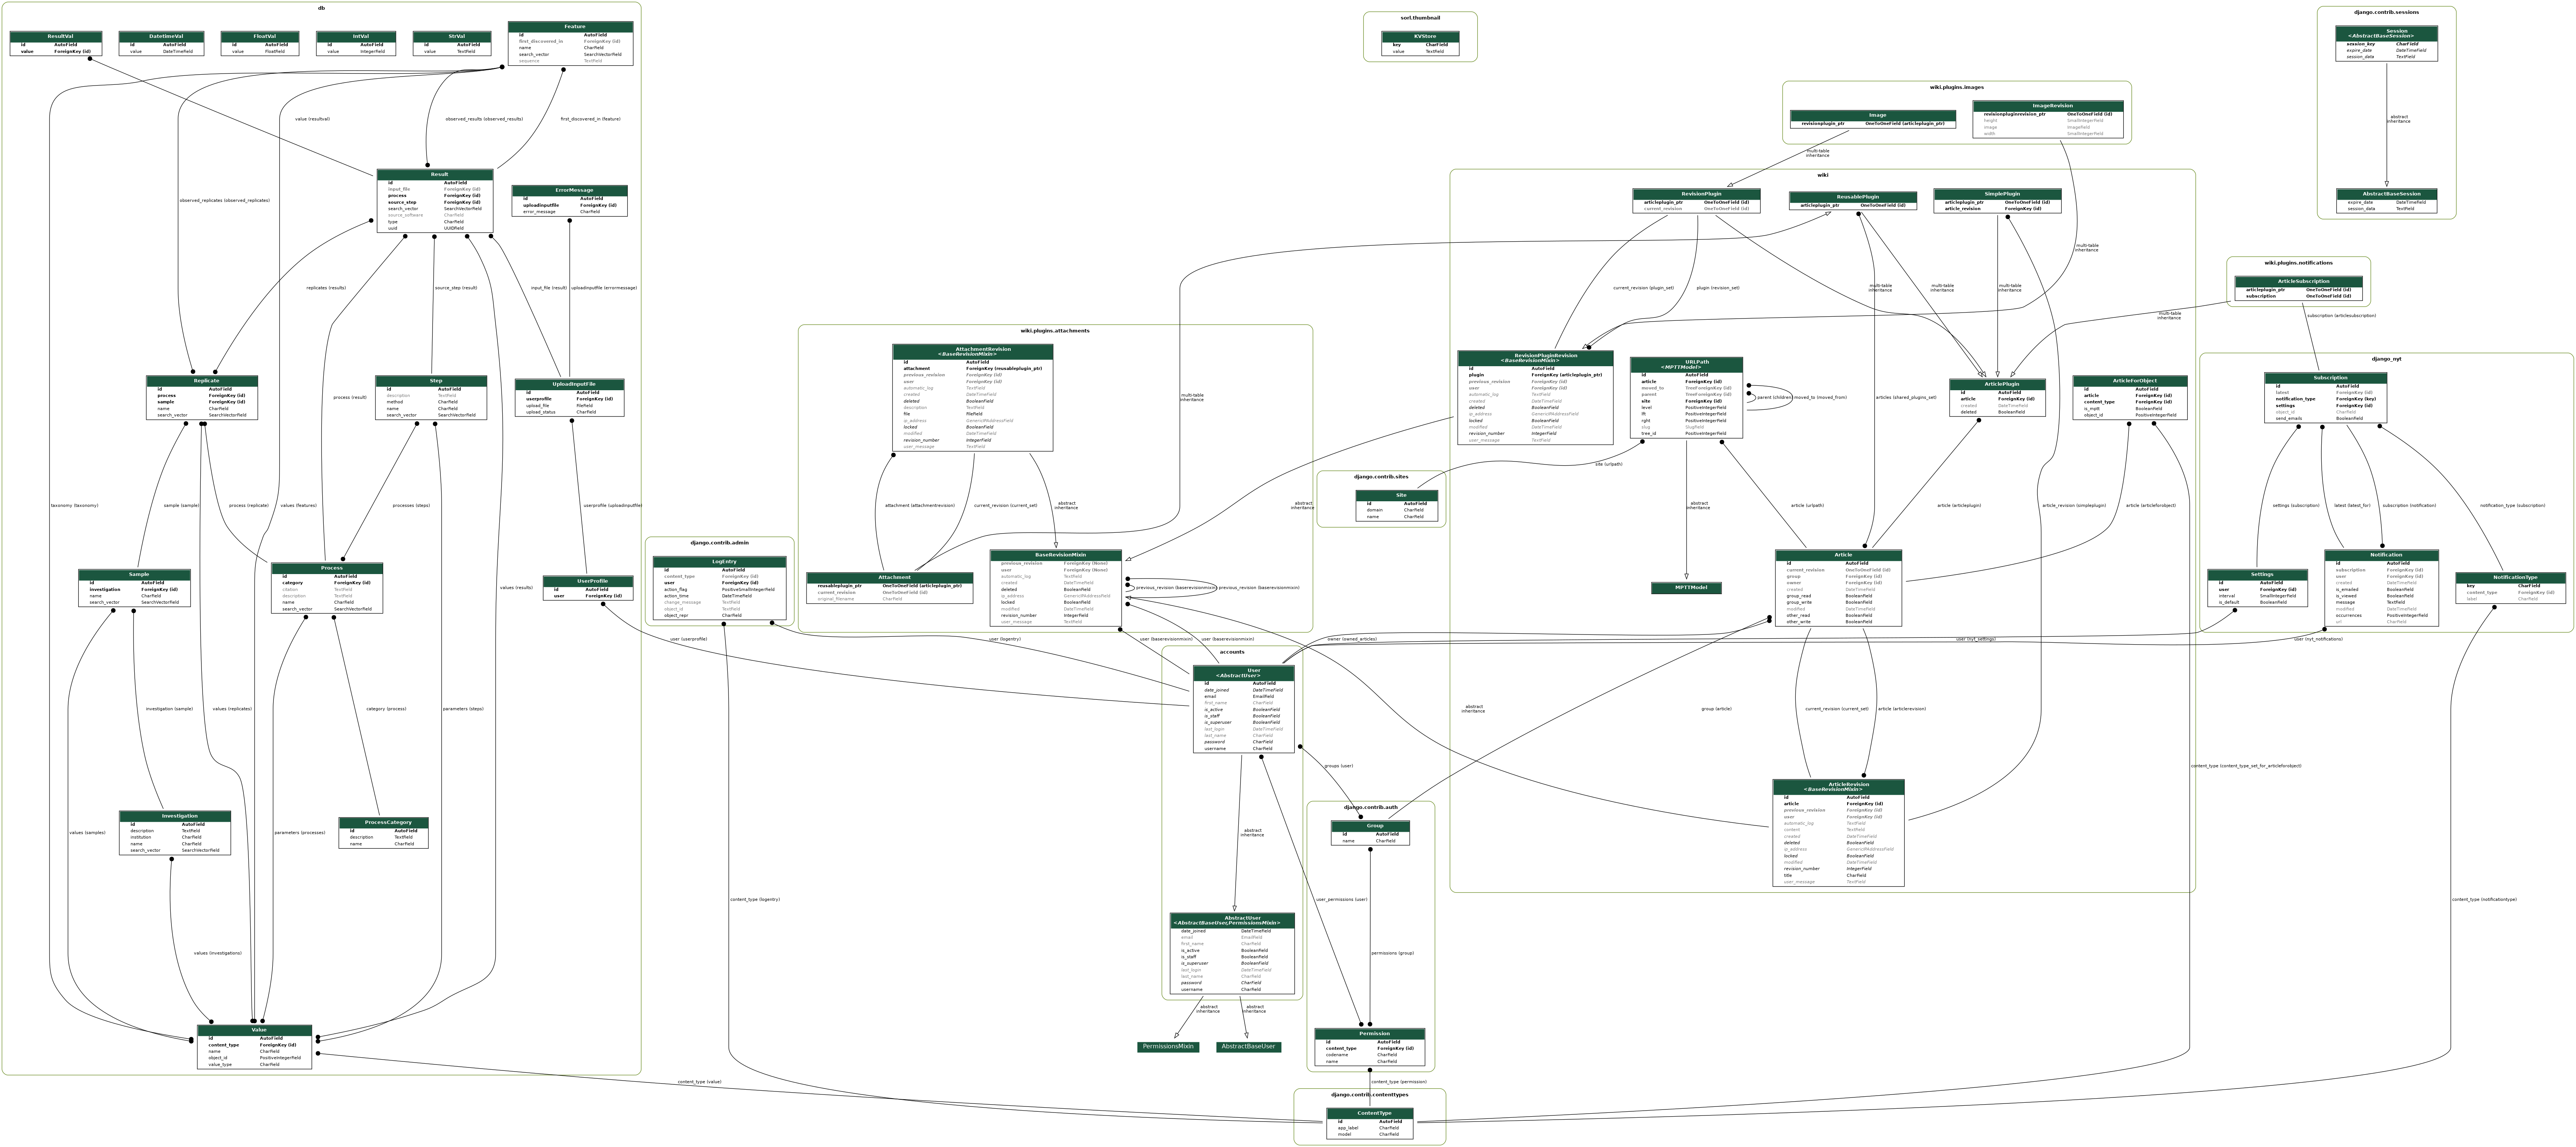 db
ResultVal
id AutoField
value ForeignKey (id)
DatetimeVal
id AutoField
value DateTimeField
FloatVal
id AutoField
value FloatField
IntVal
id AutoField
value IntegerField
StrVal
id AutoField
value TextField
Feature
id AutoField
first_discovered_in ForeignKey (id)
name CharField
search_vector SearchVectorField
sequence TextField
value (resultval)
observed_results (observed_results)
first_discovered_in (feature)
Result
id AutoField
input_file ForeignKey (id)
process ForeignKey (id)
source_step ForeignKey (id)
search_vector SearchVectorField
source_software CharField
type CharField
uuid UUIDField
ErrorMessage
id AutoField
uploadinputfile ForeignKey (id)
error_message CharField
observed_replicates (observed_replicates)
replicates (results)
source_step (result)
input_file (result)
uploadinputfile (errormessage)
Replicate
id AutoField
process ForeignKey (id)
sample ForeignKey (id)
name CharField
search_vector SearchVectorField
Step
id AutoField
description TextField
method CharField
name CharField
search_vector SearchVectorField
UploadInputFile
id AutoField
userprofile ForeignKey (id)
upload_file FileField
upload_status CharField
process (result)
taxonomy (taxonomy)
sample (sample)
process (replicate)
values (features)
processes (steps)
userprofile (uploadinputfile)
Sample
id AutoField
investigation ForeignKey (id)
name CharField
search_vector SearchVectorField
Process
id AutoField
category ForeignKey (id)
citation TextField
description TextField
name CharField
search_vector SearchVectorField
values (results)
UserProfile
id AutoField
user ForeignKey (id)
investigation (sample)
values (replicates)
category (process)
parameters (steps)
Investigation
id AutoField
description TextField
institution CharField
name CharField
search_vector SearchVectorField
ProcessCategory
id AutoField
description TextField
name CharField
values (samples)
parameters (processes)
values (investigations)
Value
id AutoField
content_type ForeignKey (id)
name CharField
object_id PositiveIntegerField
value_type CharField
content_type (value)
django.contrib.admin
LogEntry
id AutoField
content_type ForeignKey (id)
user ForeignKey (id)
action_flag PositiveSmallIntegerField
action_time DateTimeField
change_message TextField
object_id TextField
object_repr CharField
user (userprofile)
user (logentry)
content_type (logentry)
wiki.plugins.attachments
AttachmentRevision
<BaseRevisionMixin>
id AutoField
attachment ForeignKey (reusableplugin_ptr)
previous_revision ForeignKey (id)
user ForeignKey (id)
automatic_log TextField
created DateTimeField
deleted BooleanField
description TextField
file FileField
ip_address GenericIPAddressField
locked BooleanField
modified DateTimeField
revision_number IntegerField
user_message TextField
attachment (attachmentrevision)
current_revision (current_set)
abstract
inheritance
multi-table
inheritance
Attachment
reusableplugin_ptr OneToOneField (articleplugin_ptr)
current_revision OneToOneField (id)
original_filename CharField
BaseRevisionMixin
previous_revision ForeignKey (None)
user ForeignKey (None)
automatic_log TextField
created DateTimeField
deleted BooleanField
ip_address GenericIPAddressField
locked BooleanField
modified DateTimeField
revision_number IntegerField
user_message TextField
previous_revision (baserevisionmixin)
previous_revision (baserevisionmixin)
user (baserevisionmixin)
user (baserevisionmixin)
abstract
inheritance
accounts
User
<AbstractUser>
id AutoField
date_joined DateTimeField
email EmailField
first_name CharField
is_active BooleanField
is_staff BooleanField
is_superuser BooleanField
last_login DateTimeField
last_name CharField
password CharField
username CharField
owner (owned_articles)
groups (user)
abstract
inheritance
user_permissions (user)
AbstractUser
<AbstractBaseUser,PermissionsMixin>
date_joined DateTimeField
email EmailField
first_name CharField
is_active BooleanField
is_staff BooleanField
is_superuser BooleanField
last_login DateTimeField
last_name CharField
password CharField
username CharField
abstract
inheritance
abstract
inheritance
PermissionsMixin
AbstractBaseUser
django.contrib.auth
Group
id AutoField
name CharField
permissions (group)
Permission
id AutoField
content_type ForeignKey (id)
codename CharField
name CharField
content_type (permission)
django.contrib.contenttypes
ContentType
id AutoField
app_label CharField
model CharField
sorl.thumbnail
KVStore
key CharField
value TextField
django.contrib.sites
Site
id AutoField
domain CharField
name CharField
site (urlpath)
wiki.plugins.images
Image
revisionplugin_ptr OneToOneField (articleplugin_ptr)
ImageRevision
revisionpluginrevision_ptr OneToOneField (id)
height SmallIntegerField
image ImageField
width SmallIntegerField
multi-table
inheritance
wiki
RevisionPlugin
articleplugin_ptr OneToOneField (id)
current_revision OneToOneField (id)
ReusablePlugin
articleplugin_ptr OneToOneField (id)
SimplePlugin
articleplugin_ptr OneToOneField (id)
article_revision ForeignKey (id)
multi-table
inheritance
current_revision (plugin_set)
plugin (revision_set)
multi-table
inheritance
multi-table
inheritance
multi-table
inheritance
RevisionPluginRevision
<BaseRevisionMixin>
id AutoField
plugin ForeignKey (articleplugin_ptr)
previous_revision ForeignKey (id)
user ForeignKey (id)
automatic_log TextField
created DateTimeField
deleted BooleanField
ip_address GenericIPAddressField
locked BooleanField
modified DateTimeField
revision_number IntegerField
user_message TextField
URLPath
<MPTTModel>
id AutoField
article ForeignKey (id)
moved_to TreeForeignKey (id)
parent TreeForeignKey (id)
site ForeignKey (id)
level PositiveIntegerField
lft PositiveIntegerField
rght PositiveIntegerField
slug SlugField
tree_id PositiveIntegerField
parent (children)
moved_to (moved_from)
articles (shared_plugins_set)
ArticlePlugin
id AutoField
article ForeignKey (id)
created DateTimeField
deleted BooleanField
ArticleForObject
id AutoField
article ForeignKey (id)
content_type ForeignKey (id)
is_mptt BooleanField
object_id PositiveIntegerField
abstract
inheritance
article (urlpath)
article (articleplugin)
article_revision (simpleplugin)
article (articleforobject)
MPTTModel
Article
id AutoField
current_revision OneToOneField (id)
group ForeignKey (id)
owner ForeignKey (id)
created DateTimeField
group_read BooleanField
group_write BooleanField
modified DateTimeField
other_read BooleanField
other_write BooleanField
user (nyt_settings)
abstract
inheritance
group (article)
current_revision (current_set)
article (articlerevision)
content_type (content_type_set_for_articleforobject)
ArticleRevision
<BaseRevisionMixin>
id AutoField
article ForeignKey (id)
previous_revision ForeignKey (id)
user ForeignKey (id)
automatic_log TextField
content TextField
created DateTimeField
deleted BooleanField
ip_address GenericIPAddressField
locked BooleanField
modified DateTimeField
revision_number IntegerField
title CharField
user_message TextField
django.contrib.sessions
Session
<AbstractBaseSession>
session_key CharField
expire_date DateTimeField
session_data TextField
abstract
inheritance
AbstractBaseSession
expire_date DateTimeField
session_data TextField
wiki.plugins.notifications
ArticleSubscription
articleplugin_ptr OneToOneField (id)
subscription OneToOneField (id)
multi-table
inheritance
subscription (articlesubscription)
django_nyt
Subscription
id AutoField
latest ForeignKey (id)
notification_type ForeignKey (key)
settings ForeignKey (id)
object_id CharField
send_emails BooleanField
settings (subscription)
latest (latest_for)
subscription (notification)
notification_type (subscription)
Settings
id AutoField
user ForeignKey (id)
interval SmallIntegerField
is_default BooleanField
Notification
id AutoField
subscription ForeignKey (id)
user ForeignKey (id)
created DateTimeField
is_emailed BooleanField
is_viewed BooleanField
message TextField
modified DateTimeField
occurrences PositiveIntegerField
url CharField
NotificationType
key CharField
content_type ForeignKey (id)
label CharField
user (nyt_notifications)
content_type (notificationtype)